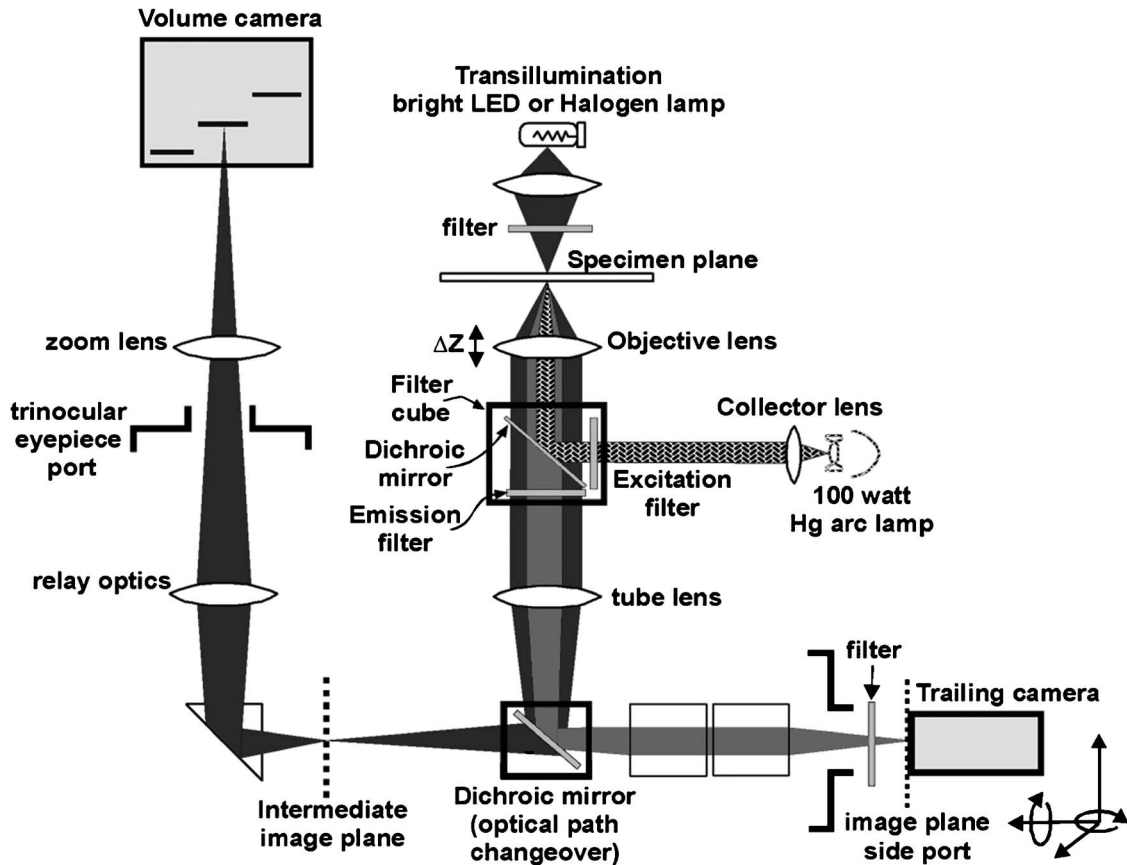 Volume camera
Transillumination
bright LED or Halogen lamp
filter
Specimen plane
zoom lens
ΔZ
Objective lens
trinocular
eyepiece
port
Filter
cube
Dichroic
mirror
Emission
filter
Collector lens
Excitation
filter
100 watt
Hg arc lamp
relay optics
tube lens
filter
Trailing camera
Intermediate
image plane
Dichroic mirror
(optical path
changeover)
image plane
side port